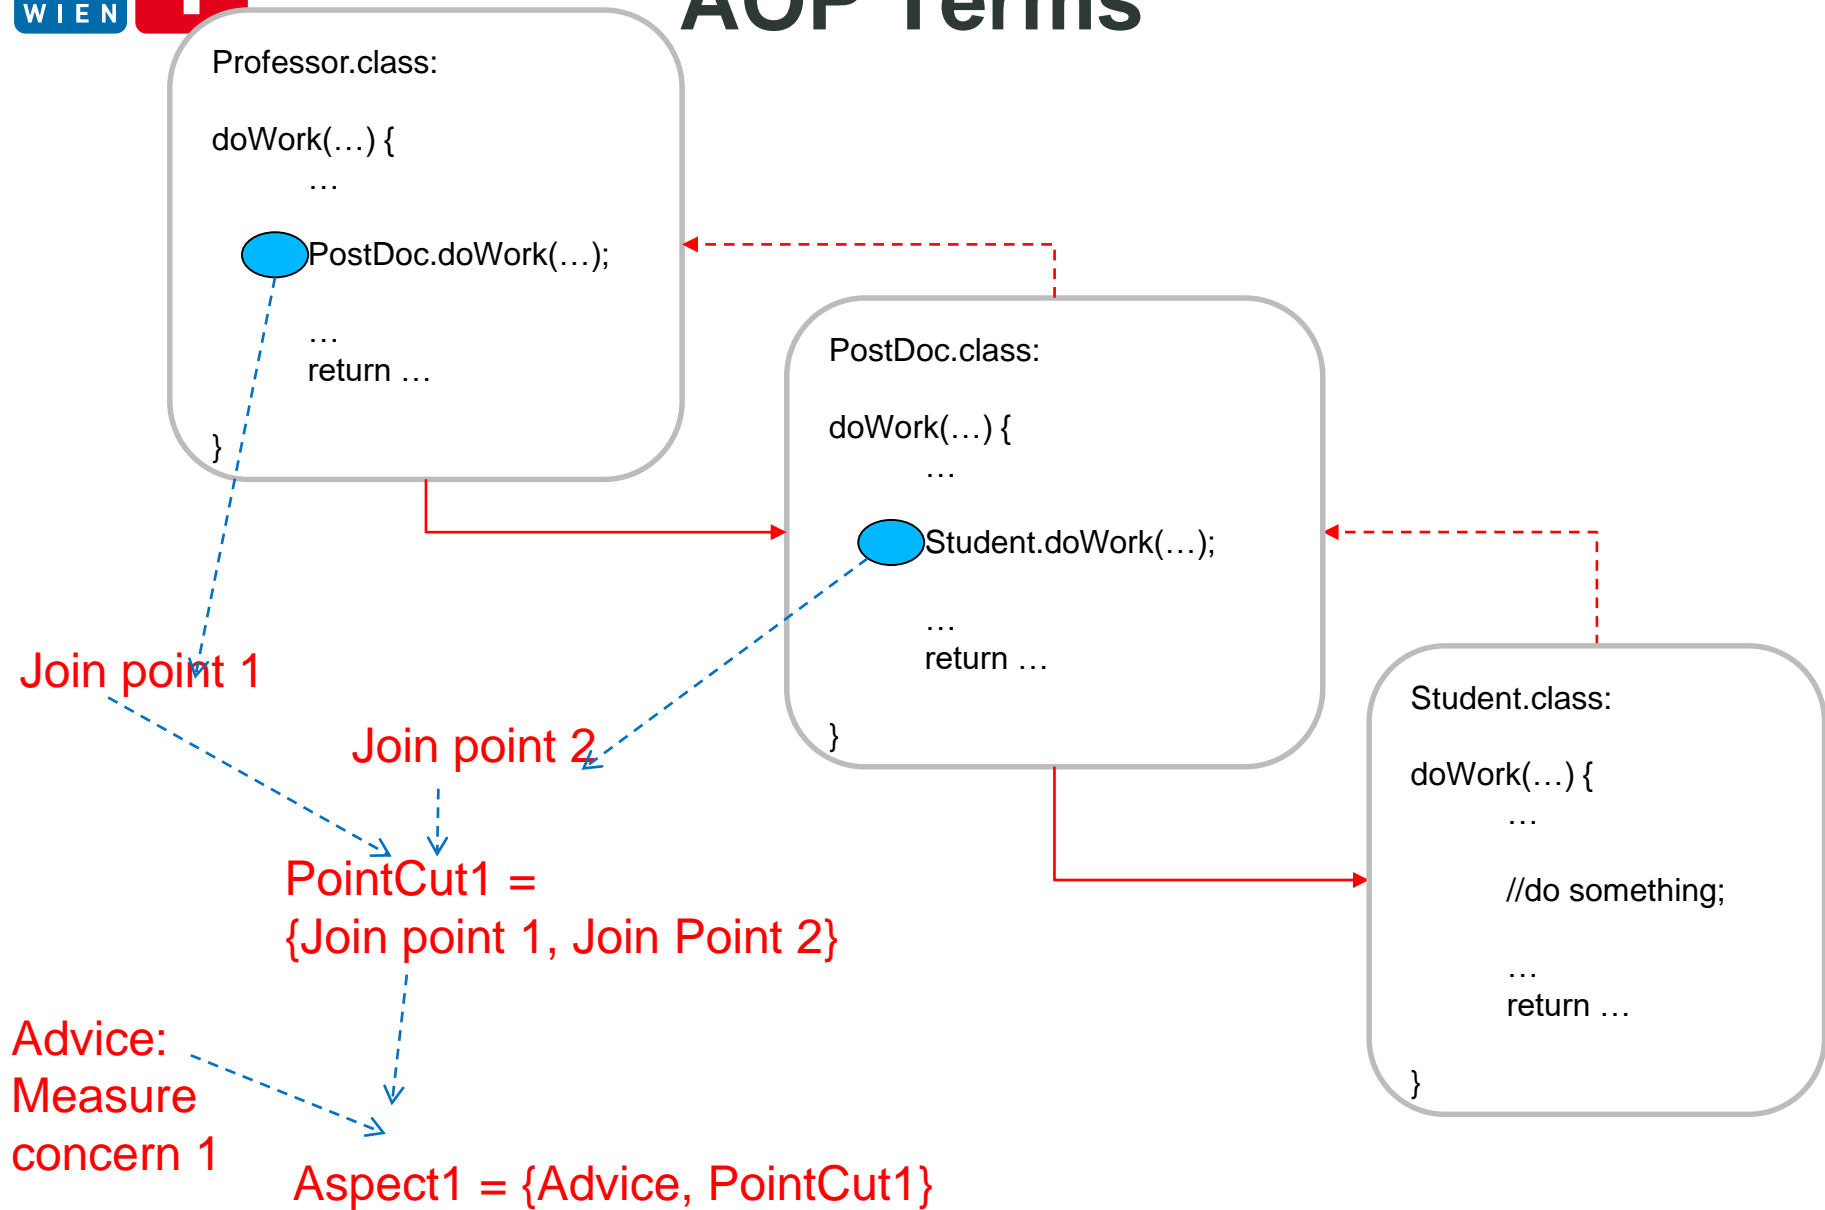 WIEN
AOP Terms
Professor.class:
doWork(…) {
…
PostDoc.doWork(…);
…
return …
}
PostDoc.class:
doWork(…) {
…
Student.doWork(…);
…
return …
}
Student.class:
doWork(…) {
…
//do something;
…
return …
}
Join point 1
Join point 2
PointCut1 =
{Join point 1, Join Point 2}
Advice:
Measure
concern 1
Aspect1 = {Advice, PointCut1}